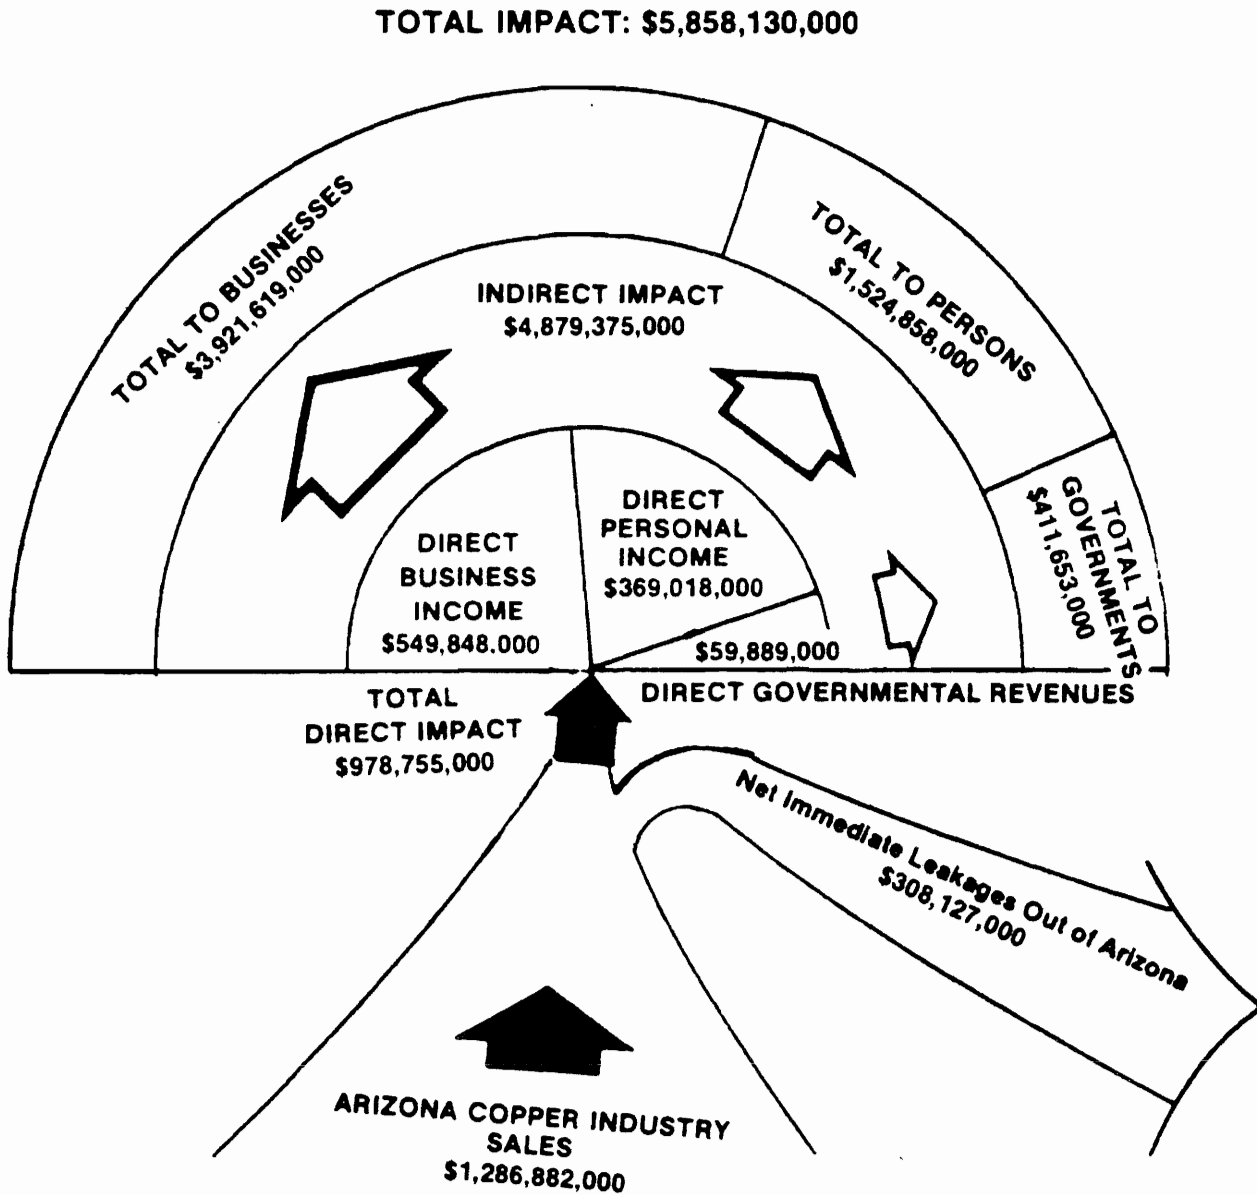 TOTAL IMPACT: $5,858,130,000
TOTAL TO BUSINESSES
$3,921,619,000
TOTAL TO PERSONS
$1,524,858,000
TOTAL TO
GOVERNMENTS
$411,653,000
INDIRECT IMPACT
$4,879,375,000
DIRECT
BUSINESS
INCOME
$549,848.000
DIRECT
PERSONAL
INCOME
$369,018,000
$59,889,000
DIRECT GOVERNMENTAL REVENUES
TOTAL
DIRECT IMPACT
$978,755,000
Net Immediate Leakages Out of Arizona
$308,127,000
ARIZONA COPPER INDUSTRY
SALES
$1,286,882,000